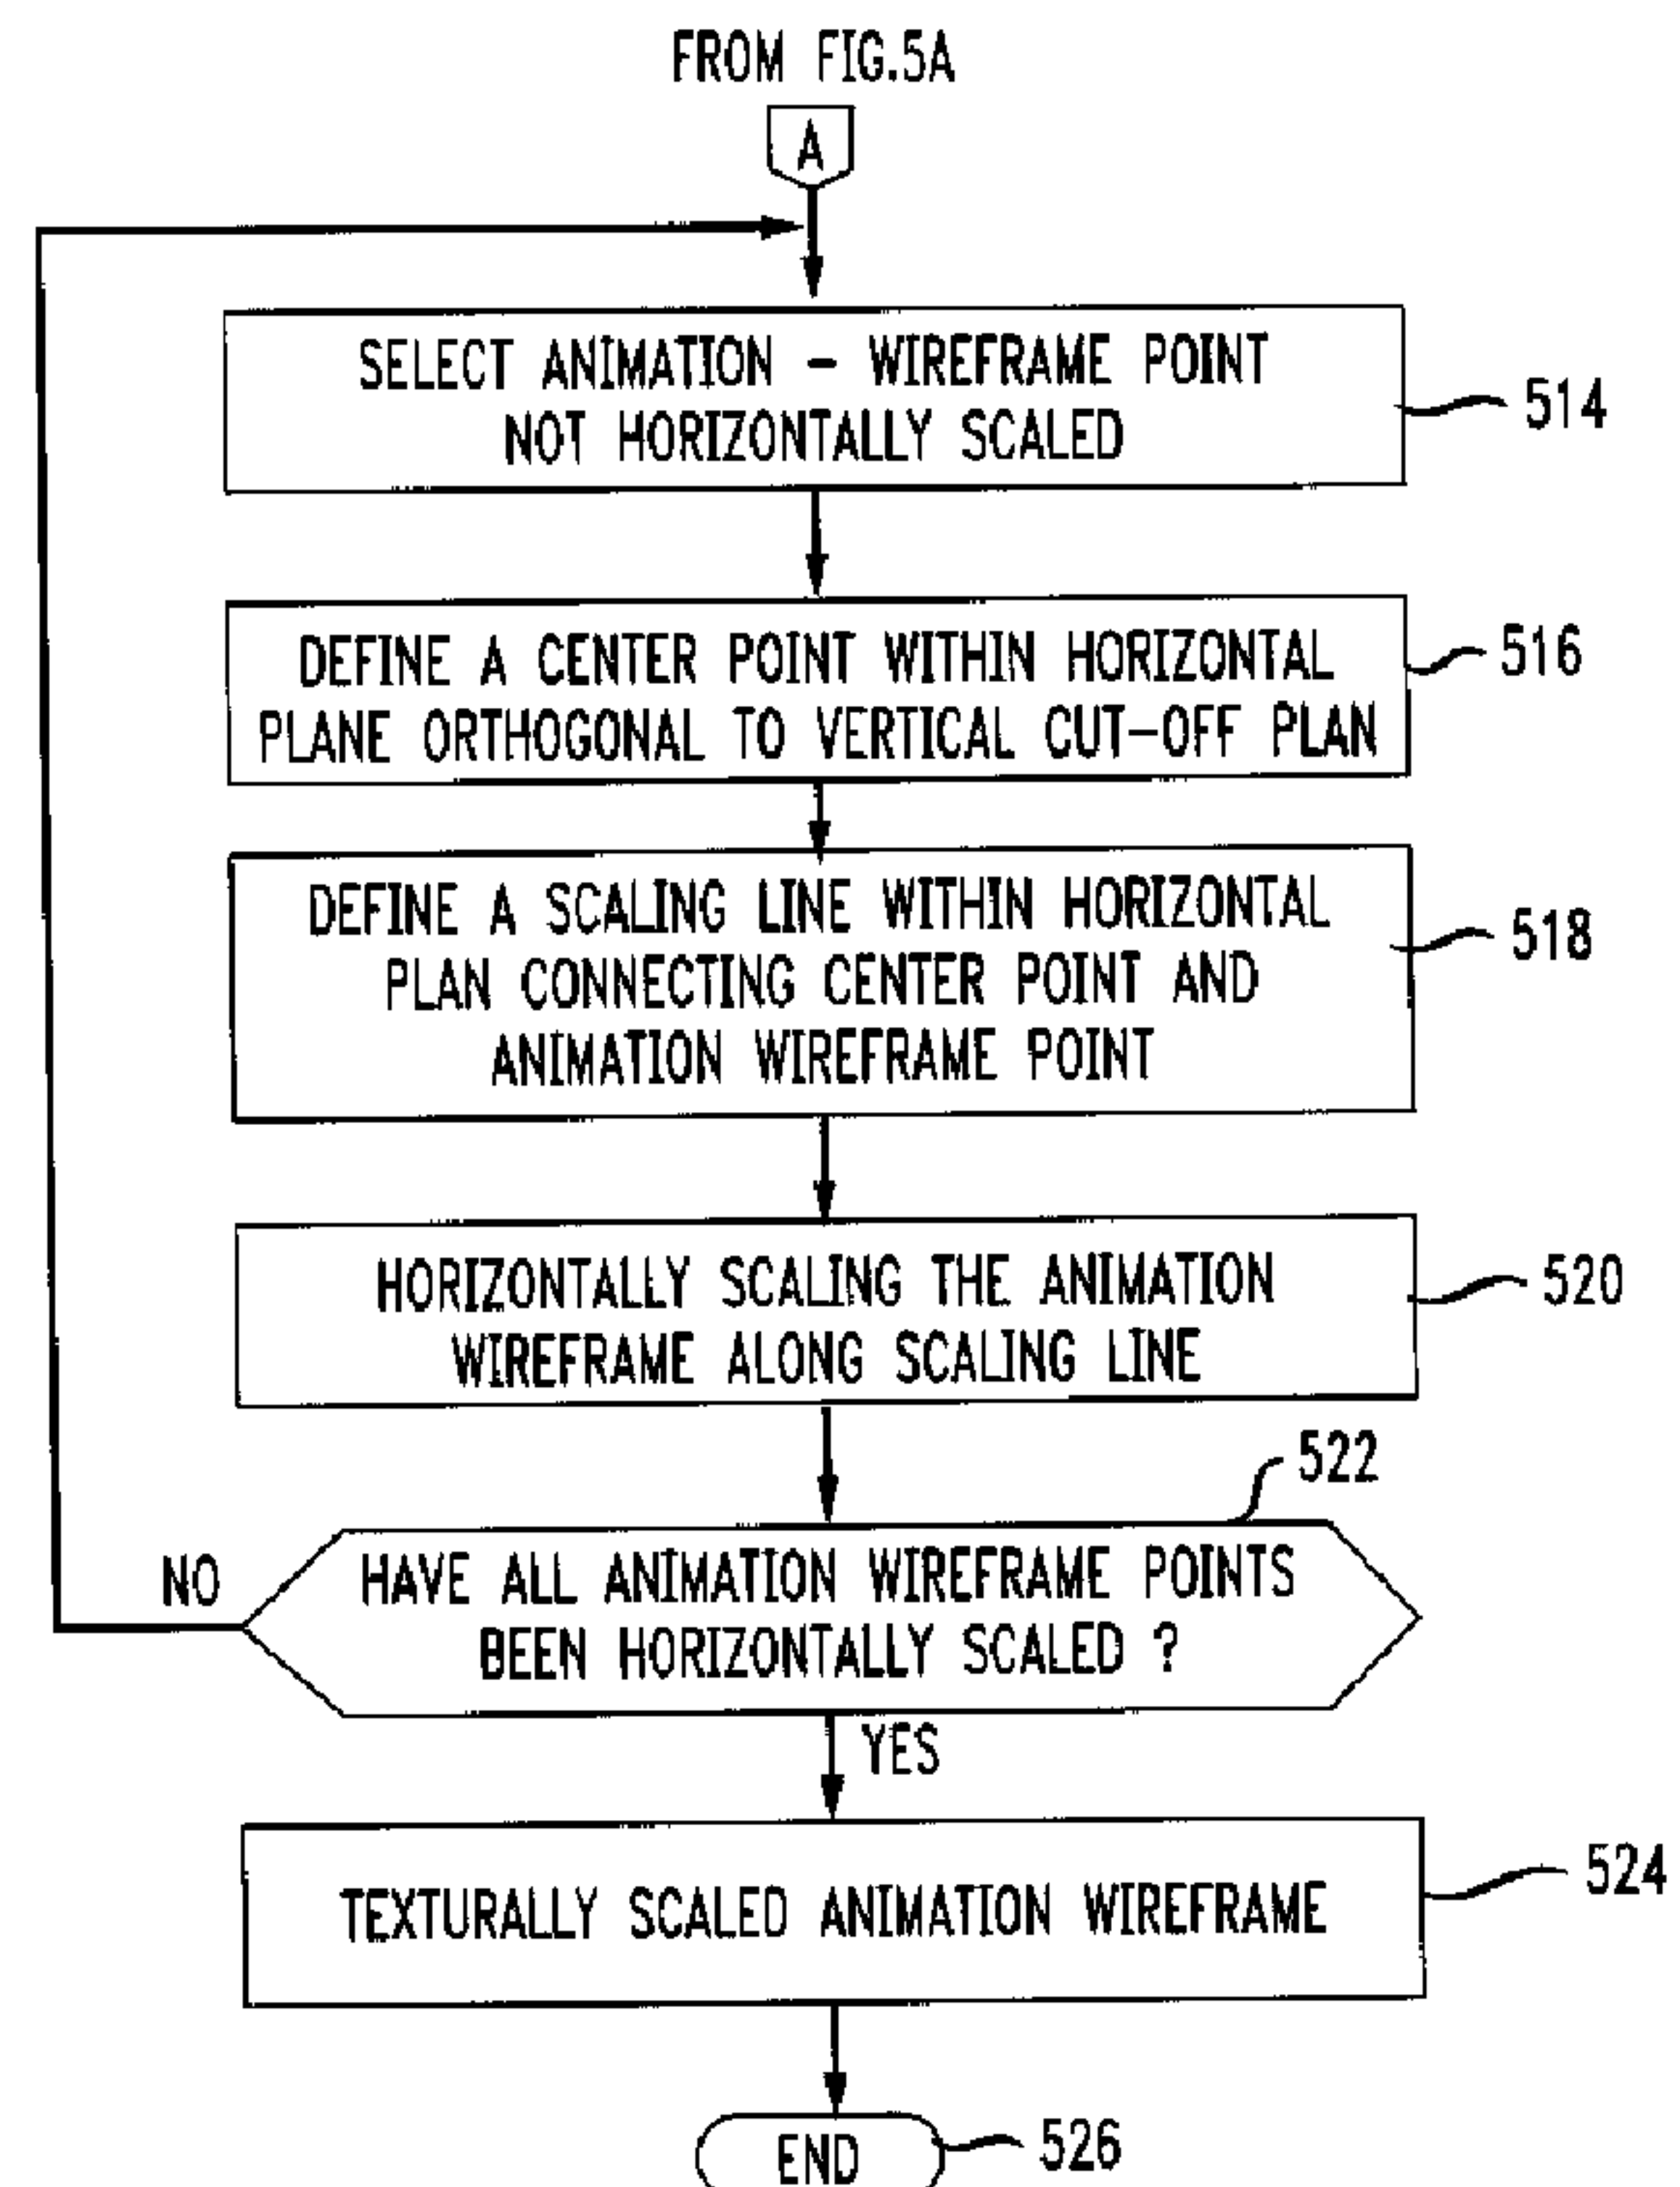 FROM FIG.5A
A
SELECT ANIMATION - WIREFRAME POINT
NOT HORIZONTALLY SCALED
514
DEFINE A CENTER POINT WITHIN HORIZONTAL
PLANE ORTHOGONAL TO VERTICAL CUT-OFF PLAN
516
DEFINE A SCALING LINE WITHIN HORIZONTAL
PLAN CONNECTING CENTER POINT AND
ANIMATION WIREFRAME POINT
518
HORIZONTALLY SCALING THE ANIMATION
WIREFRAME ALONG SCALING LINE
520
522
NO
HAVE ALL ANIMATION WIREFRAME POINTS
BEEN HORIZONTALLY SCALED ?
YES
TEXTURALLY SCALED ANIMATION WIREFRAME
524
END
526